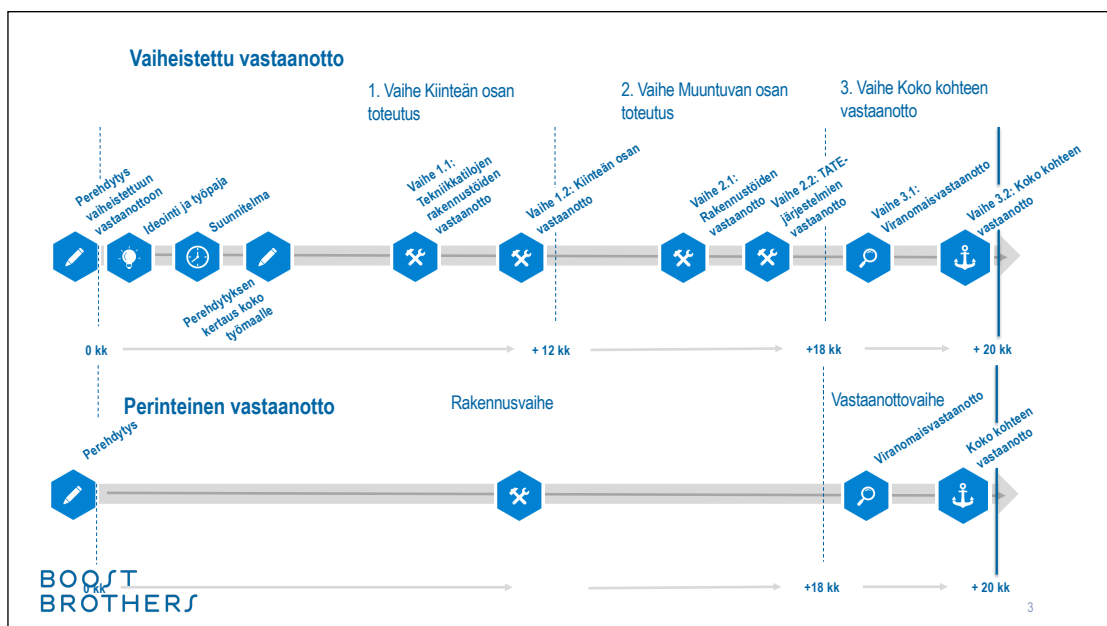 Vaiheistettu vastaanotto
1. Vaihe Kiinteän osan
toteutus
2. Vaihe Muuntuvan osan
toteutus
3. Vaihe Koko kohteen
vastaanotto
Perehdytys
vaiheistettuun
vastaanottoon
Ideointi ja työpaja
Suunnitelma
Perehdytyksen
kertaus koko
työmaalle
Vaihe 1.1:
Tekniikkatilojen
rakennustöiden
vastaanotto
Vaihe 1.2: Kiinteän osan
vastaanotto
Vaihe 2.1:
Rakennustöiden
vastaanotto
Vaihe 2.2: TATE-
järjestelmien
vastaanotto
Vaihe 3.1:
Viranomaisvastaanotto
Vaihe 3.2: Koko kohteen
vastaanotto
0 kk
+ 12 kk
+18 kk
+ 20 kk
Perinteinen vastaanotto
Rakennusvaihe
Vastaanottovaihe
Perehdytys
Viranomaisvastaanotto
Koko kohteen
vastaanotto
0 kk
+18 kk
+ 20 kk
BOOST
BROTHERS
3